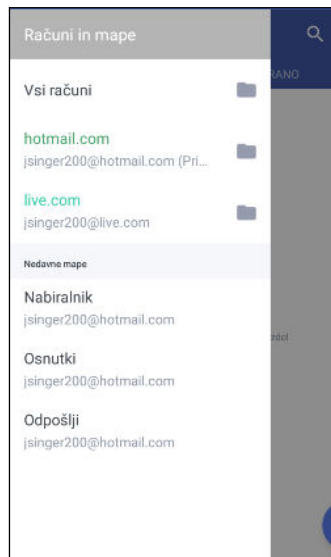 Računi in mape
RANO
Vsi računi
hotmail.com
jsinger200@hotmail.com (Pri...
live.com
jsinger200@live.com
Nedavne mape
Nabiralnik
jsinger200@hotmail.com
Osnutki
jsinger200@hotmail.com
Odpošlji
jsinger200@hotmail.com